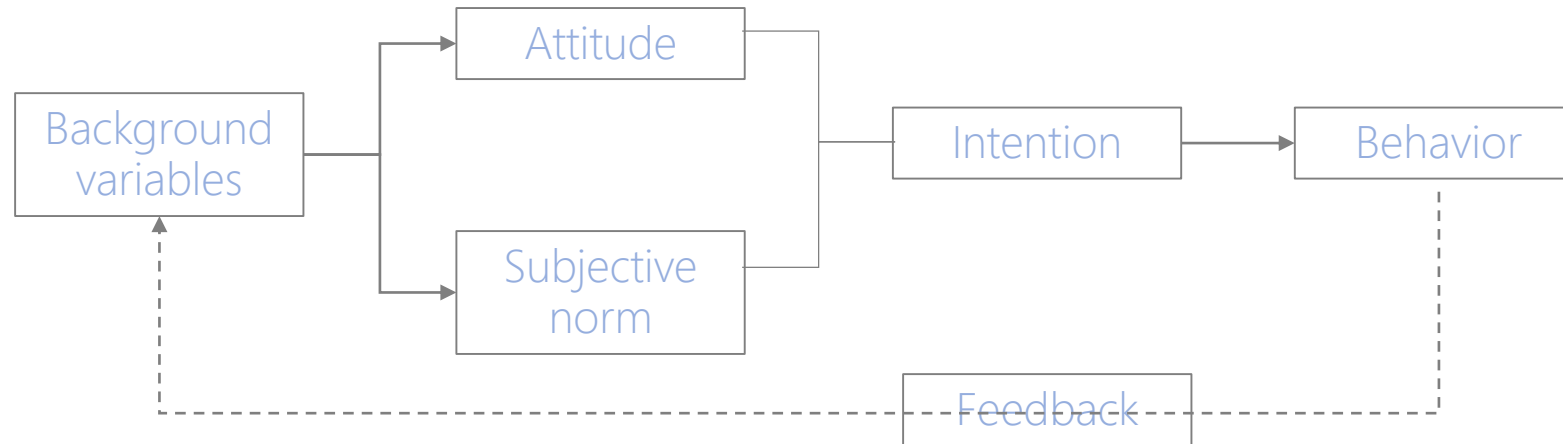 Attitude
Background
variables
Intention
Behavior
Subjective
norm
Feedback